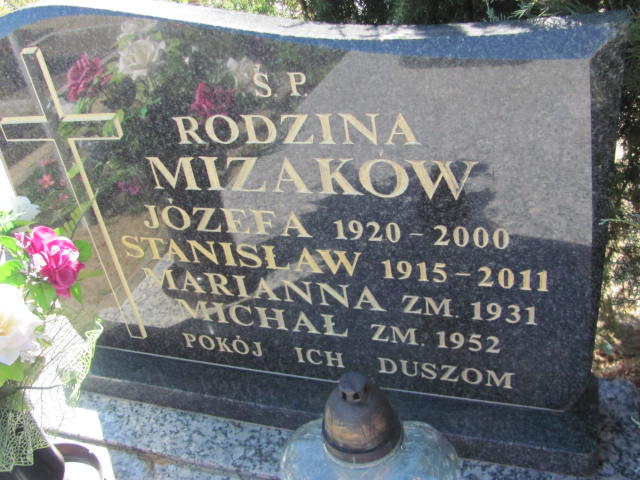 Ś.P.
RODZINA
MIZAKÓW
JÓZEFA 1920-2000
STANISŁAW 1915-2011
MARIANNA ZM. 1931
MICHAŁ ZM. 1952
POKÓJ ICH DUSZOM